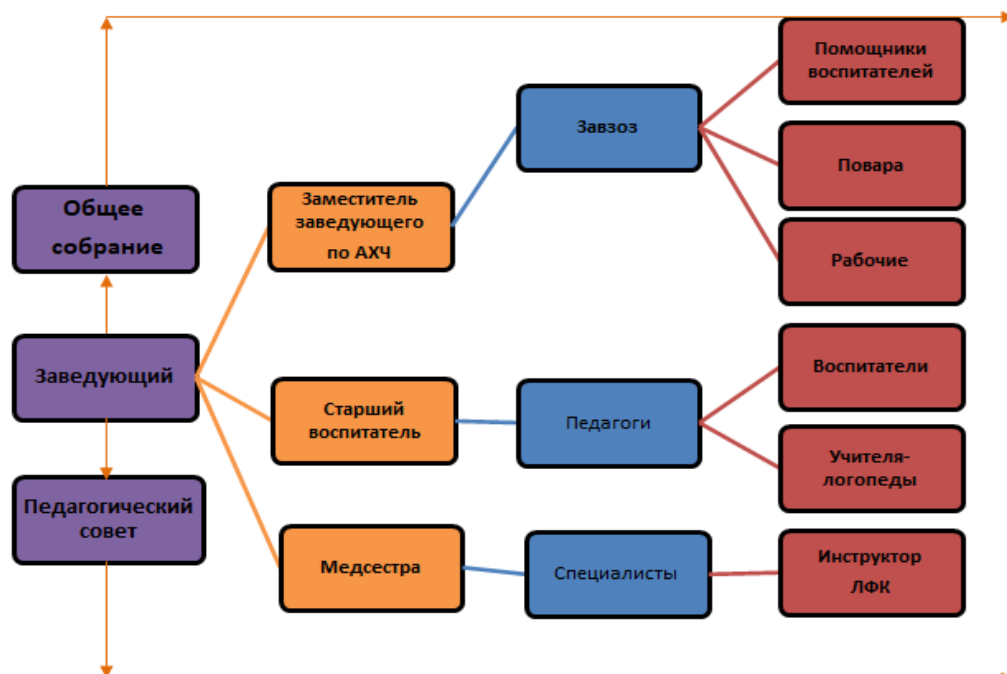 Помощники
воспитателей
Завзоз
Повара
Общее
собрание
Заместитель
заведующего
по АХЧ
Рабочие
Заведующий
Воспитатели
Старший
воспитатель
Педагоги
Учителя-
логопеды
Педагогический
совет
Медсестра
Специалисты
Инструктор
ЛФК